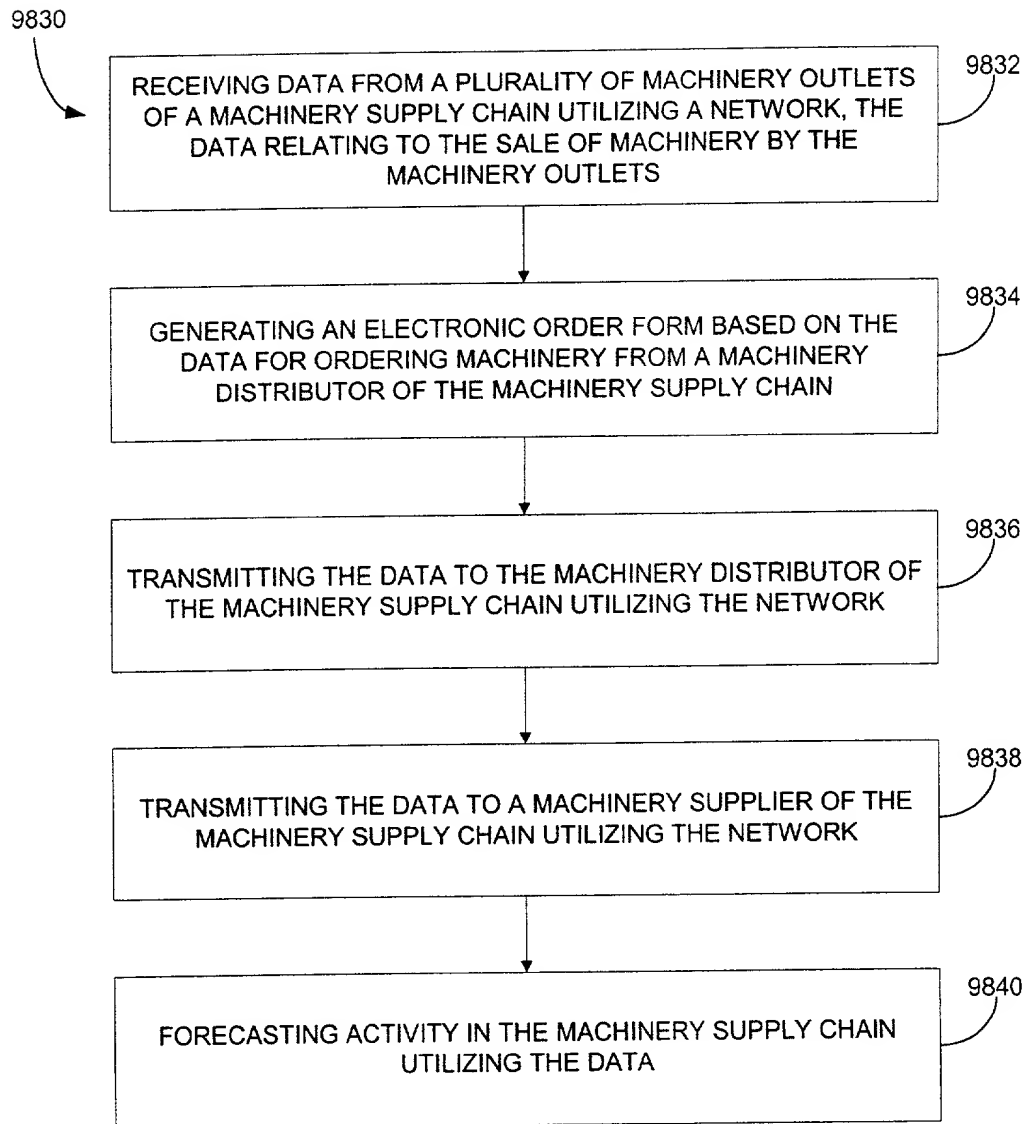 9830
9832
RECEIVING DATA FROM A PLURALITY OF MACHINERY OUTLETS
OF A MACHINERY SUPPLY CHAIN UTILIZING A NETWORK, THE
DATA RELATING TO THE SALE OF MACHINERY BY THE
MACHINERY OUTLETS
9834
GENERATING AN ELECTRONIC ORDER FORM BASED ON THE
DATA FOR ORDERING MACHINERY FROM A MACHINERY
DISTRIBUTOR OF THE MACHINERY SUPPLY CHAIN
9836
TRANSMITTING THE DATA TO THE MACHINERY DISTRIBUTOR OF
THE MACHINERY SUPPLY CHAIN UTILIZING THE NETWORK
9838
TRANSMITTING THE DATA TO A MACHINERY SUPPLIER OF THE
MACHINERY SUPPLY CHAIN UTILIZING THE NETWORK
9840
FORECASTING ACTIVITY IN THE MACHINERY SUPPLY CHAIN
UTILIZING THE DATA